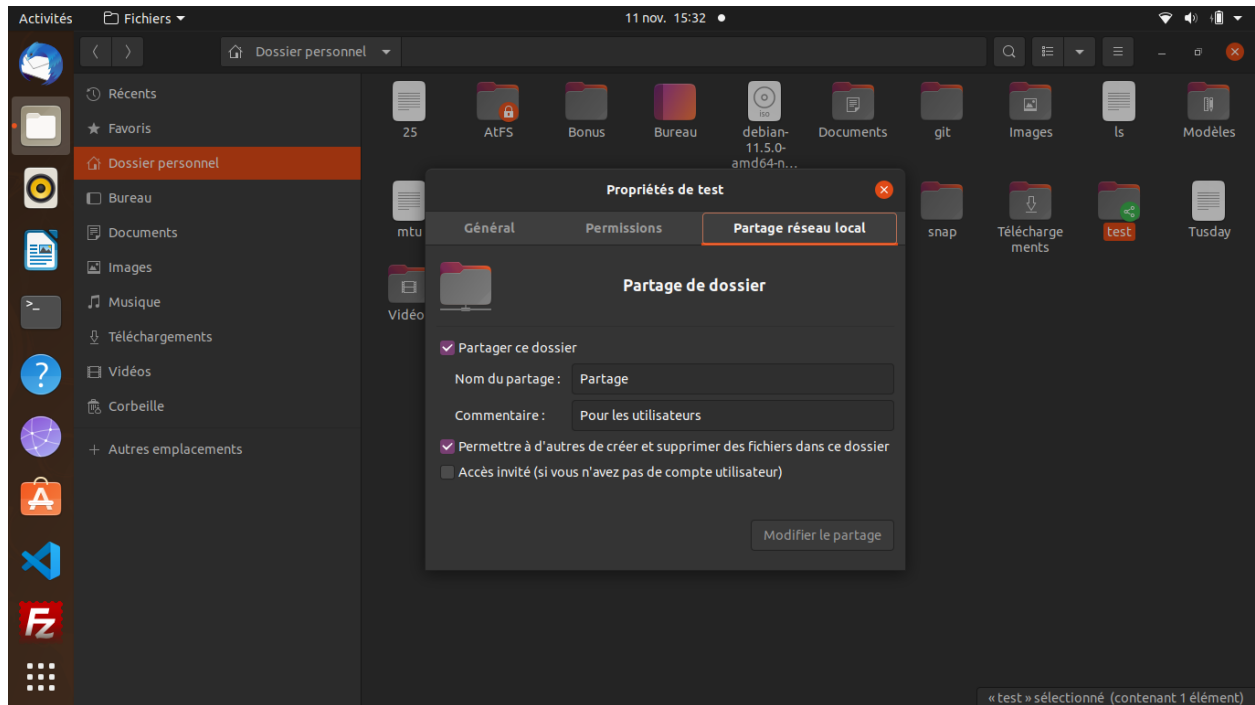 Activités
Fichiers
11 nov. 15:32
Dossier personnel
Récents
Favoris
Dossier personnel
Bureau
Documents
Images
Musique
Téléchargements
Vidéos
Corbeille
+ Autres emplacements
25
AtFS
Bonus
Bureau
debian-
11.5.0-
amd64-n...
iso
Documents
git
Images
ls
Modèles
mtu
snap
Télécharge
ments
test
Tusday
Vidéo
Propriétés de test
Général
Permissions
Partage réseau local
Partage de dossier
Partager ce dossier
Nom du partage : Partage
Commentaire : Pour les utilisateurs
Permettre à d'autres de créer et supprimer des fichiers dans ce dossier
Accès invité (si vous n'avez pas de compte utilisateur)
Modifier le partage
« test » sélectionné (contenant 1 élément)